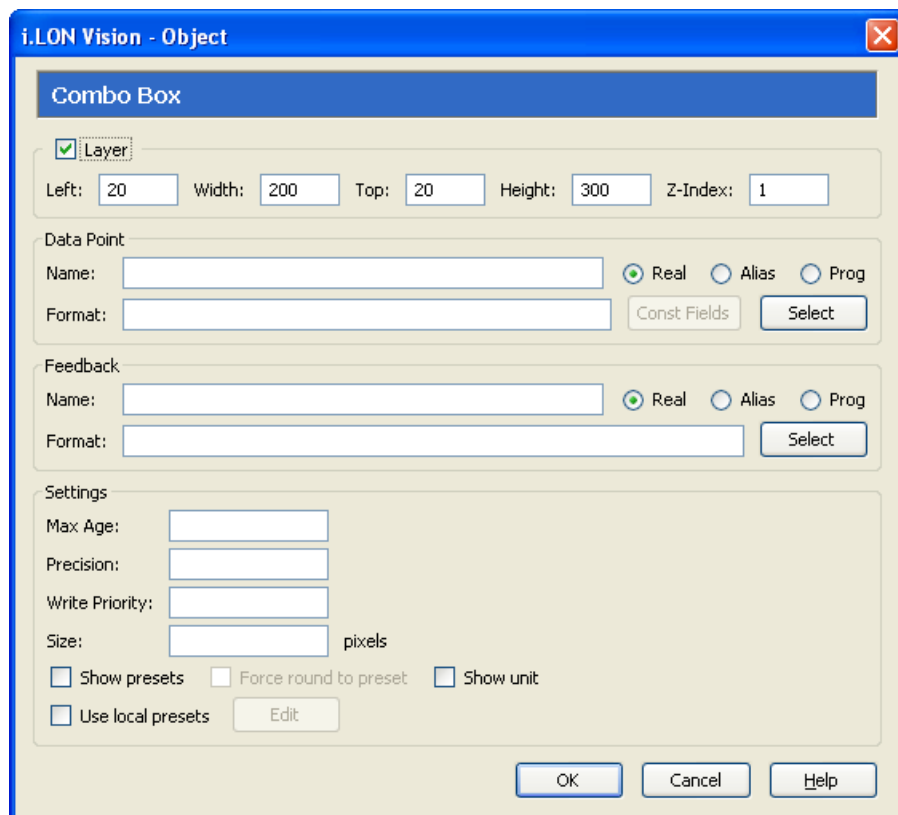 i.LON Vision - Object
Combo Box
Layer
Left: 20 Width: 200 Top: 20 Height: 300 Z-Index: 1
Data Point
Name: Real Alias Prog
Format: Const Fields Select
Feedback
Name: Real Alias Prog
Format: Select
Settings
Max Age:
Precision:
Write Priority:
Size: pixels
Show presets Force round to preset Show unit
Use local presets Edit
OK Cancel Help